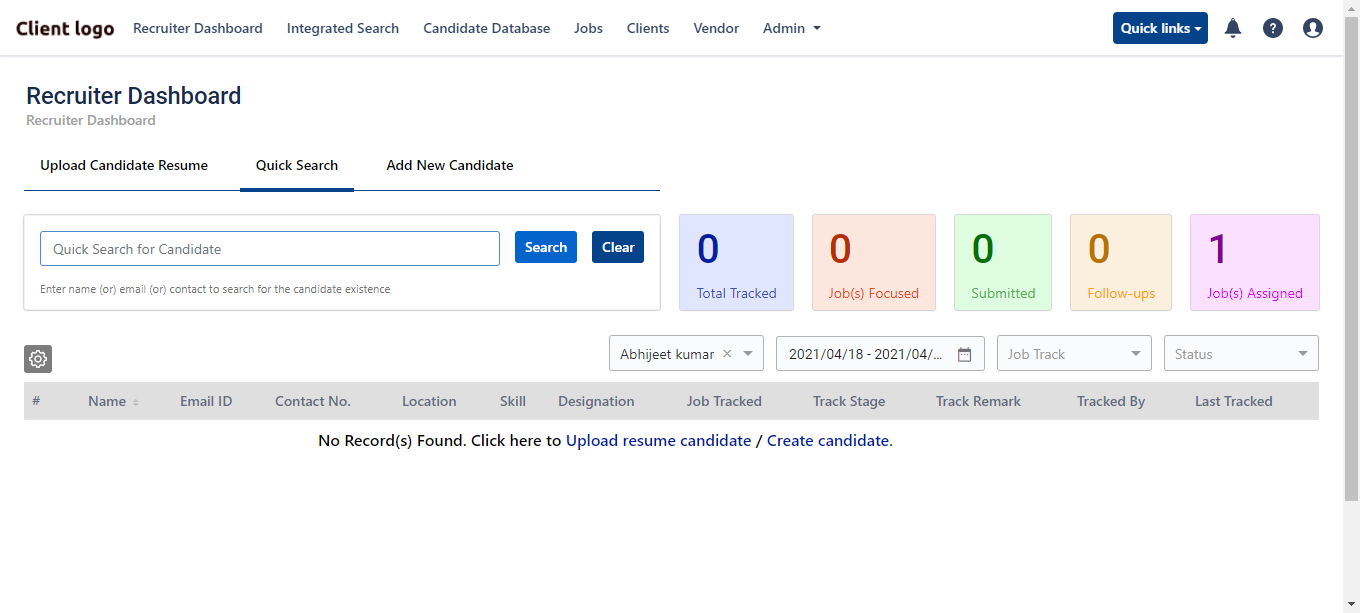 Client logo Recruiter Dashboard Integrated Search Candidate Database Jobs Clients Vendor Admin Quick links ?
Recruiter Dashboard
Recruiter Dashboard
Upload Candidate Resume Quick Search Add New Candidate
Quick Search for Candidate Search Clear
Enter name (or) email (or) contact to search for the candidate existence
0 0 0 0 1
Total Tracked Job(s) Focused Submitted Follow-ups Job(s) Assigned
Abhijeet kumar × 2021/04/18 - 2021/04/... Job Track Status
# Name Email ID Contact No. Location Skill Designation Job Tracked Track Stage Track Remark Tracked By Last Tracked
No Record(s) Found. Click here to Upload resume candidate / Create candidate.